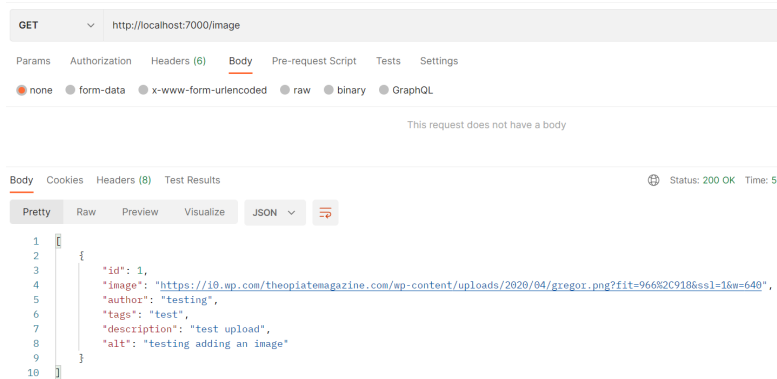 GET http://localhost:7000/image
Params Authorization Headers (6) Body Pre-request Script Tests Settings
none form-data x-www-form-urlencoded raw binary GraphQL
This request does not have a body
Body Cookies Headers (8) Test Results Status: 200 OK Time: 5
Pretty Raw Preview Visualize JSON
1 [
2 {
3 "id": 1,
4 "image": "https://i0.wp.com/theopiatemagazine.com/wp-content/uploads/2020/04/gregor.png?fit=966%2C918&ssl=1&w=640",
5 "author": "testing",
6 "tags": "test",
7 "description": "test upload",
8 "alt": "testing adding an image"
9 }
10 ]